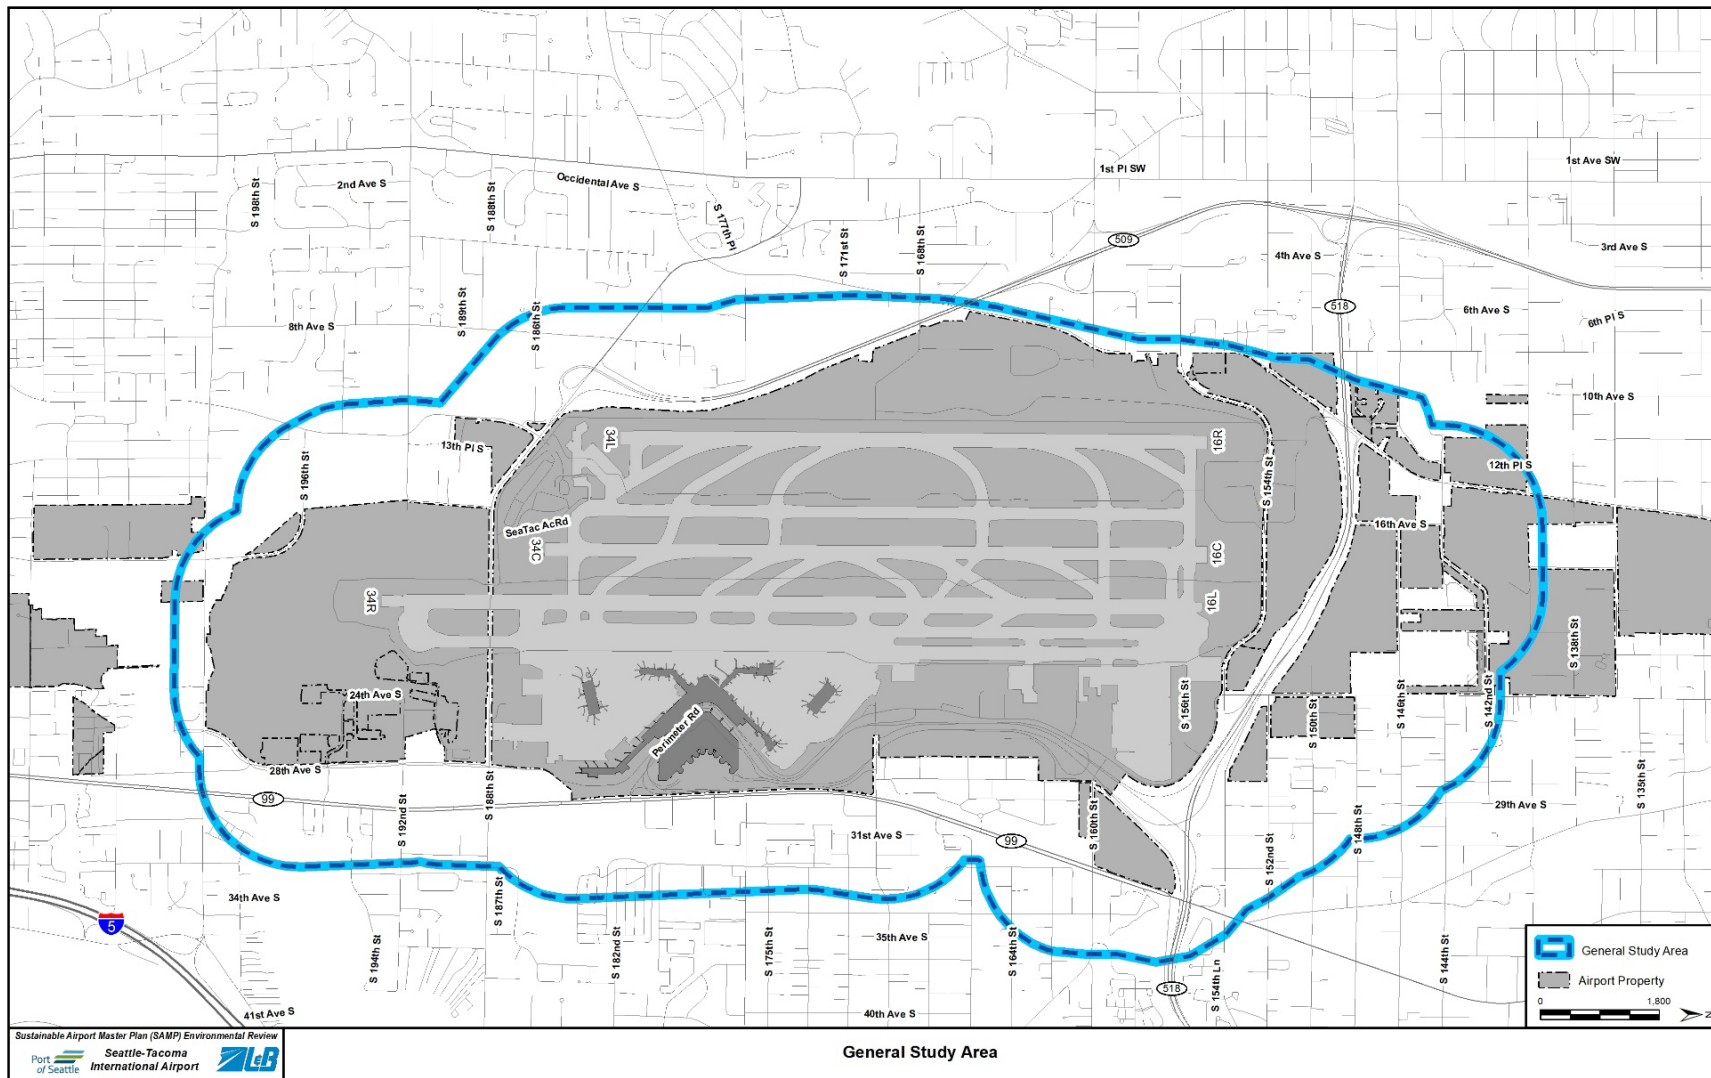 1st Ave SW
1st Pl SW
S 198th St
2nd Ave S
S 188th St
Occidental Ave S
S 177th Pl
S 171st St
S 168th St
509
4th Ave S
3rd Ave S
S 189th St
8th Ave S
S 186th St
518
6th Ave S
6th Pl S
10th Ave S
13th Pl S
34L
16R
S 154th St
12th Pl S
S 196th St
SeaTac AcRd
34C
16C
16th Ave S
34R
16L
S 138th St
24th Ave S
Perimeter Rd
S 156th St
S 150th St
S 146th St
S 142nd St
28th Ave S
99
S 192nd St
S 188th St
31st Ave S
99
S 160th St
S 152nd St
S 148th St
29th Ave S
S 135th St
34th Ave S
S 187th St
5
S 194th St
S 182nd St
S 175th St
35th Ave S
S 164th St
518
S 154th Ln
S 144th St
41st Ave S
40th Ave S
General Study Area
Airport Property
0 1,800
N
Sustainable Airport Master Plan (SAMP) Environmental Review
Port
of Seattle
Seattle-Tacoma
International Airport
L&B
General Study Area